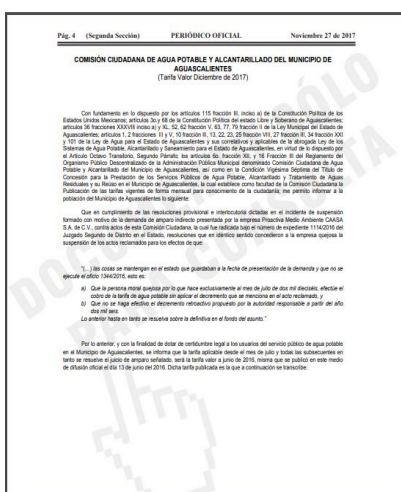 Pág. 4 (Segunda Sección) PERIÓDICO OFICIAL Noviembre 27 de 2017
COMISIÓN CIUDADANA DE AGUA POTABLE Y ALCANTARILLADO DEL MUNICIPIO DE
AGUASCALIENTES
(Tarifa Valor Diciembre de 2017)
Con fundamento en lo dispuesto por los artículos 115 fracción III, inciso a) de la Constitución Política de los
Estados Unidos Mexicanos; artículos 3o.y 68 de la Constitución Política del estado Libre y Soberano de Aguascalientes;
artículos 36 fracciones XXXVIII inciso a) y XL, 52, 62 fracción V, 63, 77, 79 fracción I de la Ley Municipal del Estado de
Aguascalientes; artículos 1, 2 fracciones III y V, 10 fracción III, 13, 22, 23, 25 fracción VIII, 27 fracción III, 34 fracción XXI
y 101 de la Ley de Agua para el Estado de Aguascalientes y sus correlativos y aplicables de la abrogada Ley de los
Sistemas de Agua Potable, Alcantarillado y Saneamiento para el Estado de Aguascalientes, en virtud de lo dispuesto por
el Artículo Octavo Transitorio, Segundo Párrafo; los artículos 6o. fracción XII, y 16 Fracción III del Reglamento del
Organismo Público Descentralizado de la Administración Pública Municipal denominado Comisión Ciudadana de Agua
Potable y Alcantarillado del Municipio de Aguascalientes, así como en la Condición Vigésima Séptima del Título de
Concesión para la Prestación de los Servicios Públicos de Agua Potable, Alcantarillado y Tratamiento de Aguas
Residuales y su Reúso en el Municipio de Aguascalientes, la cual establece como facultad de la Comisión Ciudadana la
Publicación de las tarifas vigentes de forma mensual para conocimiento de la ciudadanía; me permito informar a la
población del Municipio de Aguascalientes lo siguiente:
Que en cumplimiento de las resoluciones provisional e interlocutoria dictadas en el incidente de suspensión
formado con motivo de la demanda de amparo indirecto presentada por la empresa Proactiva Medio Ambiente CAASA
S.A. de C.V., contra actos de esta Comisión Ciudadana, la cual fue radicada bajo el número de expediente 1114/2016 del
Juzgado Segundo de Distrito en el Estado, resoluciones que en idéntico sentido concedieron a la empresa quejosa la
suspensión de los actos reclamados para los efectos de que:
"(…) las cosas se mantengan en el estado que guardaban a la fecha de presentación de la demanda y que no se
ejecute el oficio 1344/2016, esto es:
a) Que la persona moral quejosa por lo que hace exclusivamente al mes de julio de dos mil dieciséis, efectúe el
cobro de la tarifa de agua potable sin aplicar el decremento que se menciona en el acto reclamado, y
b) Que no se haga efectivo el decremento retroactivo propuesto por la autoridad responsable a partir del año
dos mil seis.
Lo anterior hasta en tanto se resuelva sobre la definitiva en el fondo del asunto."
Por lo anterior, y con la finalidad de dotar de certidumbre legal a los usuarios del servicio público de agua potable
en el Municipio de Aguascalientes, se informa que la tarifa aplicable desde el mes de julio y todas las subsecuentes en
tanto se resuelve el juicio de amparo señalado, será la tarifa valor a junio de 2016, misma que se publicó en este medio
de difusión oficial el día 13 de junio del 2016. Dicha tarifa publicada es la que a continuación se transcribe:
DOCUMENTO SÓLO
PARA CONSULTA